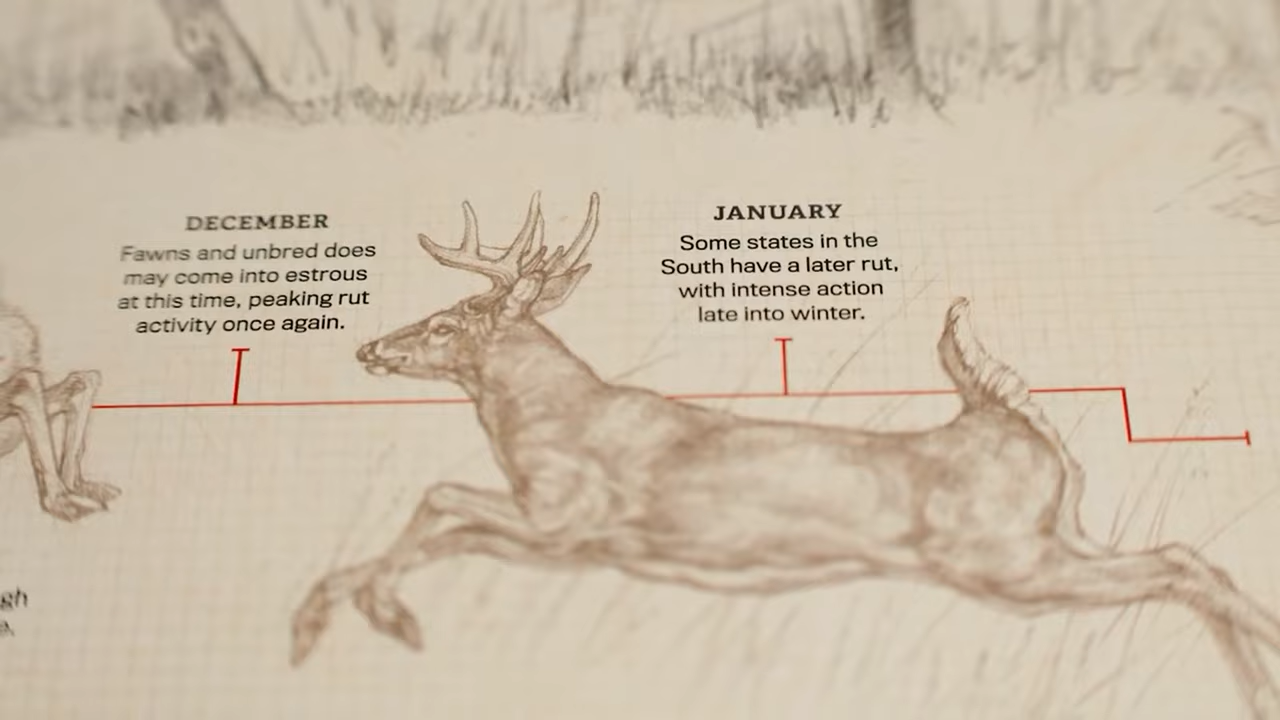 DECEMBER
Fawns and unbred does
may come into estrous
at this time, peaking rut
activity once again.
JANUARY
Some states in the
South have a later rut,
with intense action
late into winter.
gh